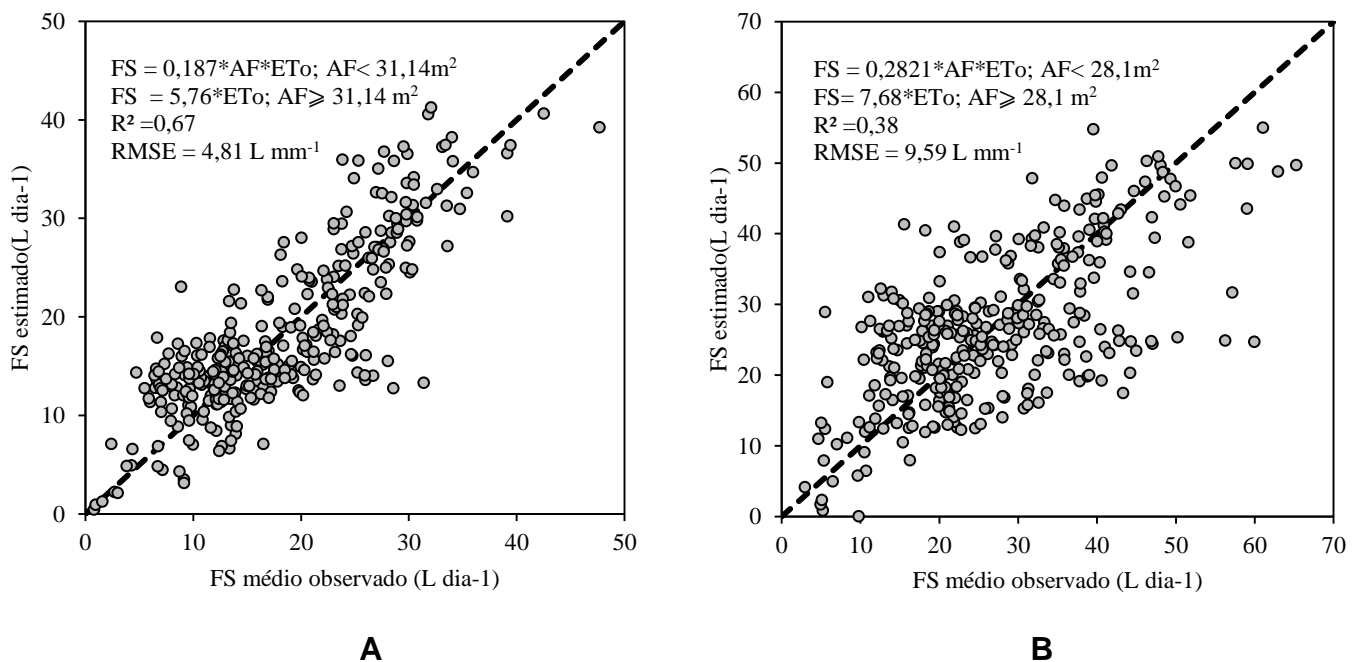 FS = 0,187*AF*ETo; AF< 31,14m²
FS = 5,76*ETo; AF⩾ 31,14 m²
R² =0,67
RMSE = 4,81 L mm⁻¹
50
40
30
20
10
0
FS estimado(L dia-1)
0 10 20 30 40 50
FS médio observado (L dia-1)
A
FS = 0,2821*AF*ETo; AF< 28,1m²
FS= 7,68*ETo; AF⩾ 28,1 m²
R² =0,38
RMSE = 9,59 L mm⁻¹
70
60
50
40
30
20
10
0
FS estimado(L dia-1)
0 10 20 30 40 50 60 70
FS médio observado (L dia-1)
B